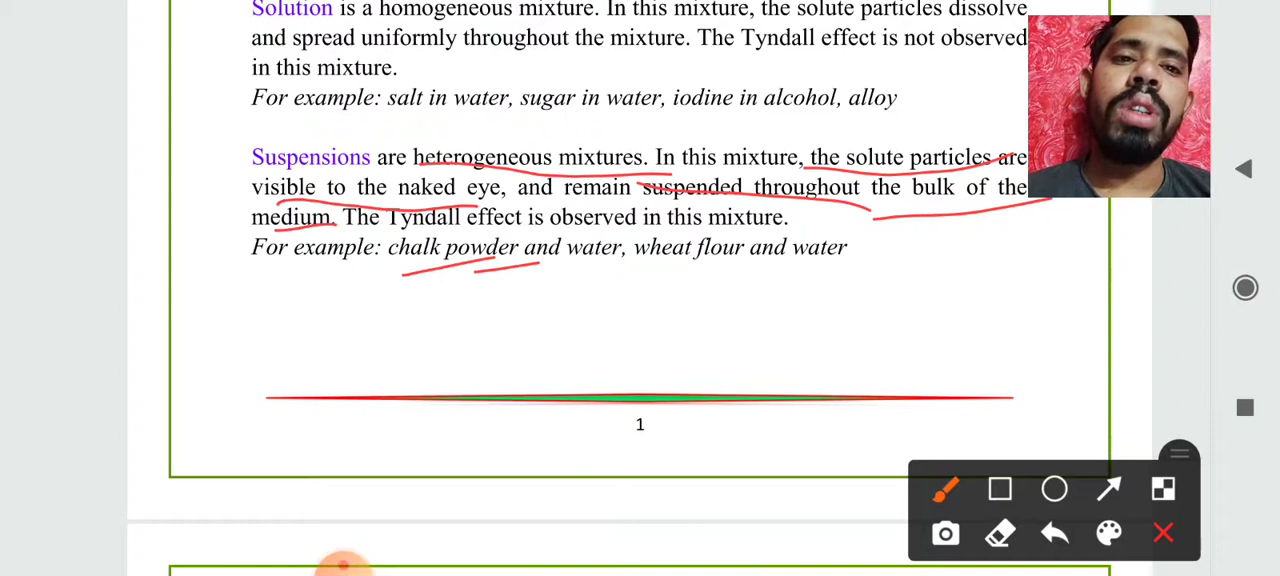 Solution is a homogeneous mixture. In this mixture, the solute particles dissolve
and spread uniformly throughout the mixture. The Tyndall effect is not observed
in this mixture.
For example: salt in water, sugar in water, iodine in alcohol, alloy
Suspensions are heterogeneous mixtures. In this mixture, the solute particles are
visible to the naked eye, and remain suspended throughout the bulk of the
medium. The Tyndall effect is observed in this mixture.
For example: chalk powder and water, wheat flour and water
1